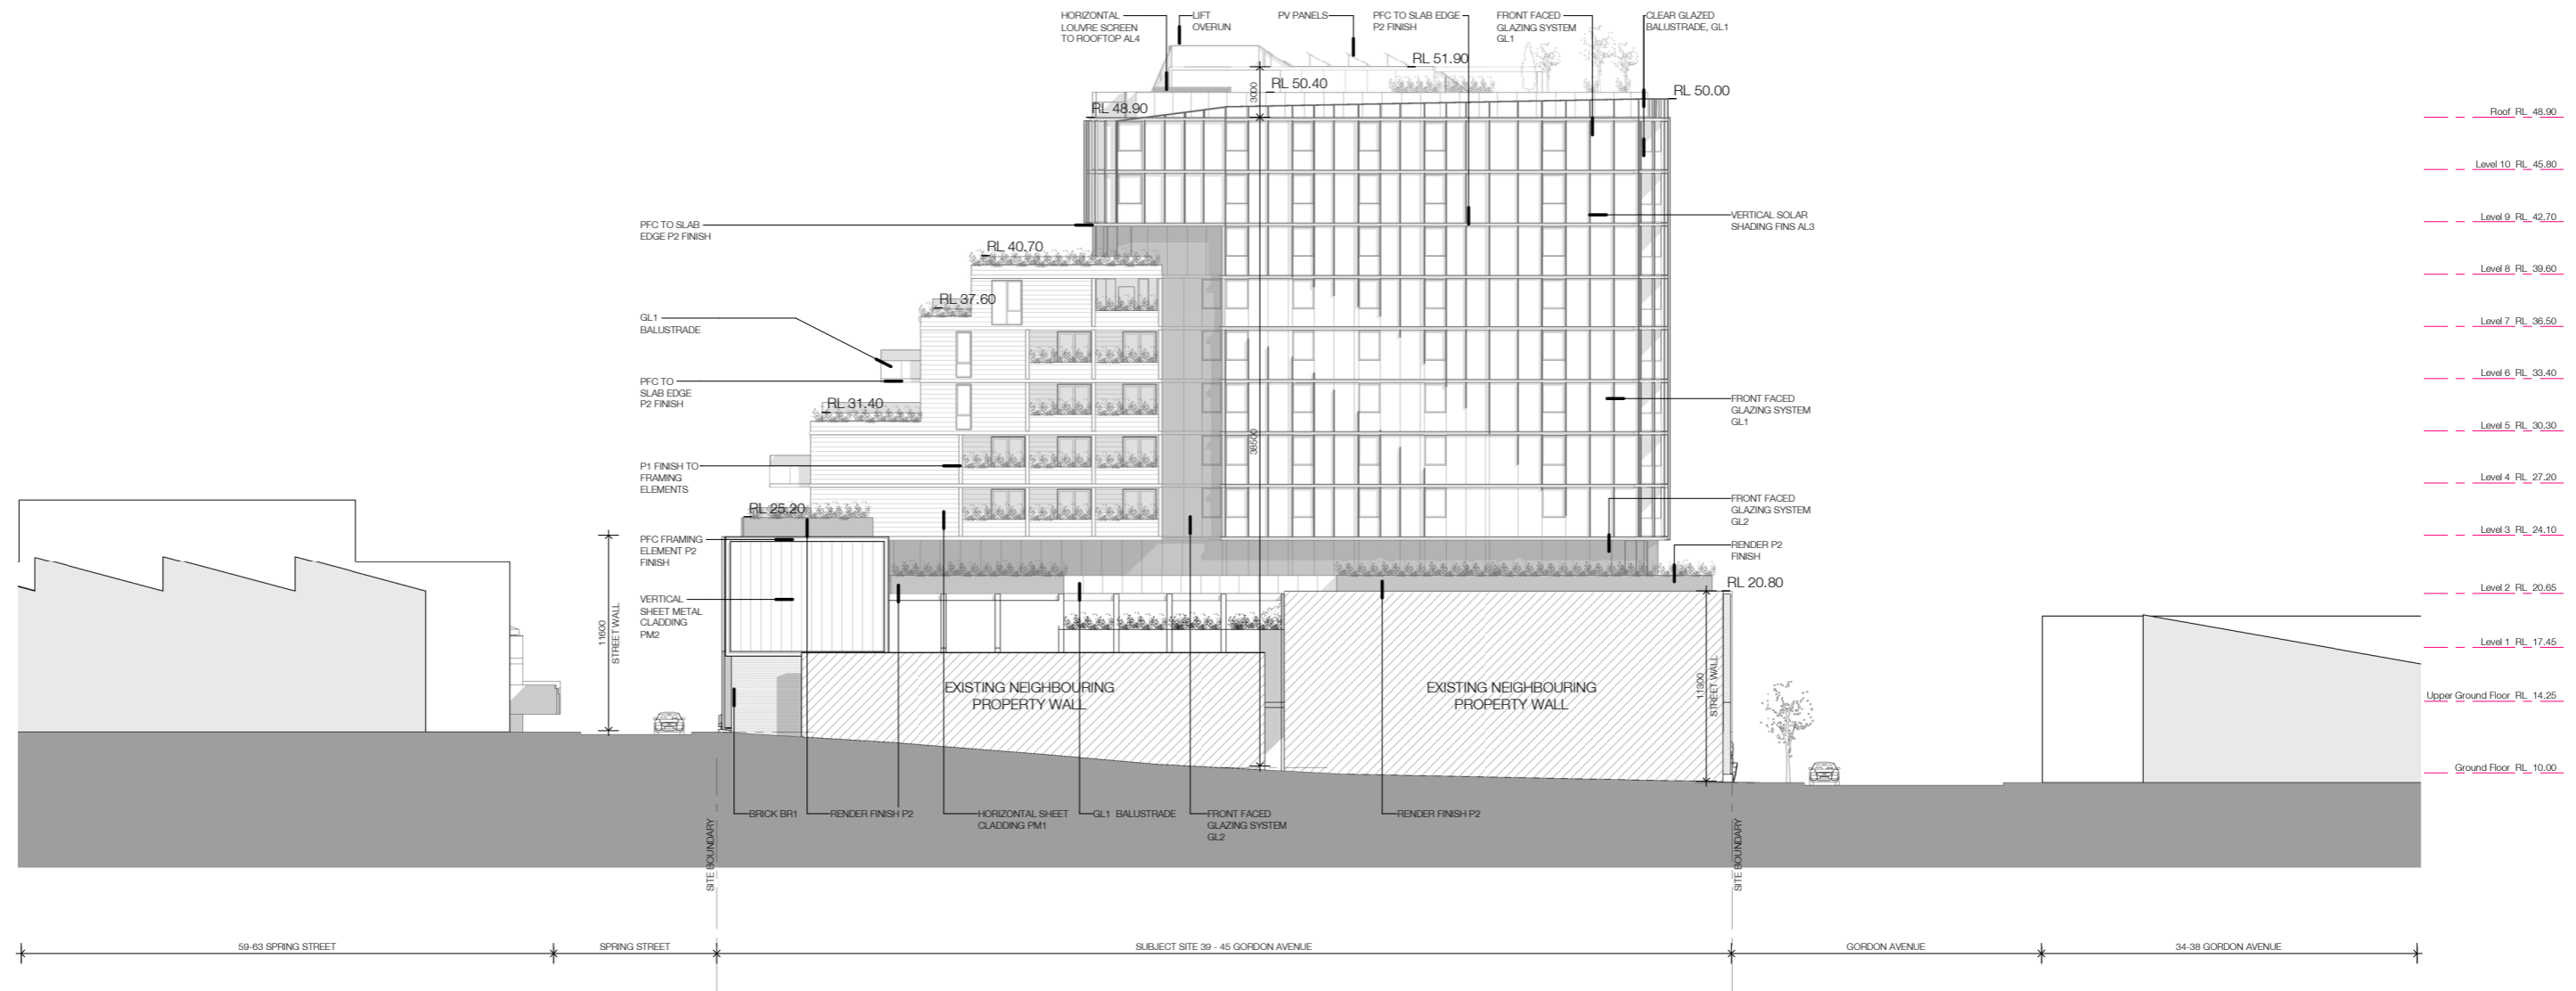 HORIZONTAL
LOUVRE SCREEN
TO ROOFTOP AL4
LIFT
OVERUN
PV PANELS
PFC TO SLAB EDGE
P2 FINISH
FRONT FACED
GLAZING SYSTEM
GL1
CLEAR GLAZED
BALUSTRADE, GL1
RL 51.90
RL 50.40
3000
RL 50.00
RL 48.90
Roof RL 48.90
Level 10 RL 45.80
Level 9 RL 42.70
Level 8 RL 39.60
Level 7 RL 36.50
Level 6 RL 33.40
Level 5 RL 30.30
Level 4 RL 27.20
Level 3 RL 24.10
Level 2 RL 20.65
Level 1 RL 17.45
Upper Ground Floor RL 14.25
Ground Floor RL 10.00
PFC TO SLAB
EDGE P2 FINISH
VERTICAL SOLAR
SHADING FINS AL3
RL 40.70
RL 37.60
GL1
BALUSTRADE
PFC TO
SLAB EDGE
P2 FINISH
RL 31.40
FRONT FACED
GLAZING SYSTEM
GL1
38500
P1 FINISH TO
FRAMING
ELEMENTS
RL 25.20
FRONT FACED
GLAZING SYSTEM
GL2
PFC FRAMING
ELEMENT P2
FINISH
RENDER P2
FINISH
RL 20.80
VERTICAL
SHEET METAL
CLADDING
PM2
11600
STREET WALL
EXISTING NEIGHBOURING
PROPERTY WALL
EXISTING NEIGHBOURING
PROPERTY WALL
11300
STREET WALL
BRICK BR1
RENDER FINISH P2
HORIZONTAL SHEET
CLADDING PM1
GL1 BALUSTRADE
FRONT FACED
GLAZING SYSTEM
GL2
RENDER FINISH P2
SITE BOUNDARY
SITE BOUNDARY
59-63 SPRING STREET
SPRING STREET
SUBJECT SITE 39 - 45 GORDON AVENUE
GORDON AVENUE
34-38 GORDON AVENUE